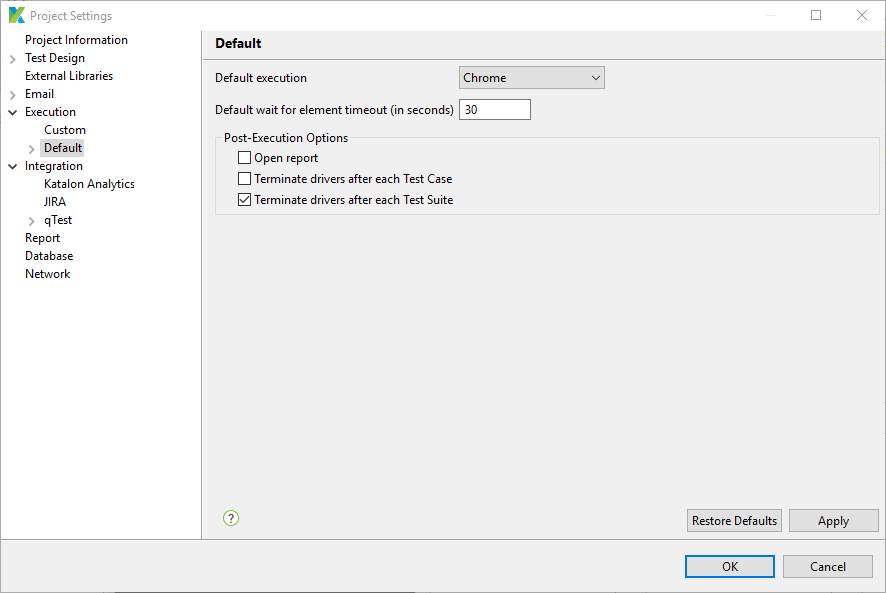 Project Settings
Project Information
Test Design
External Libraries
Email
Execution
Custom
Default
Integration
Katalon Analytics
JIRA
qTest
Report
Database
Network
Default
Default execution
Chrome
Default wait for element timeout (in seconds)
30
Post-Execution Options
Open report
Terminate drivers after each Test Case
Terminate drivers after each Test Suite
?
Restore Defaults
Apply
OK
Cancel